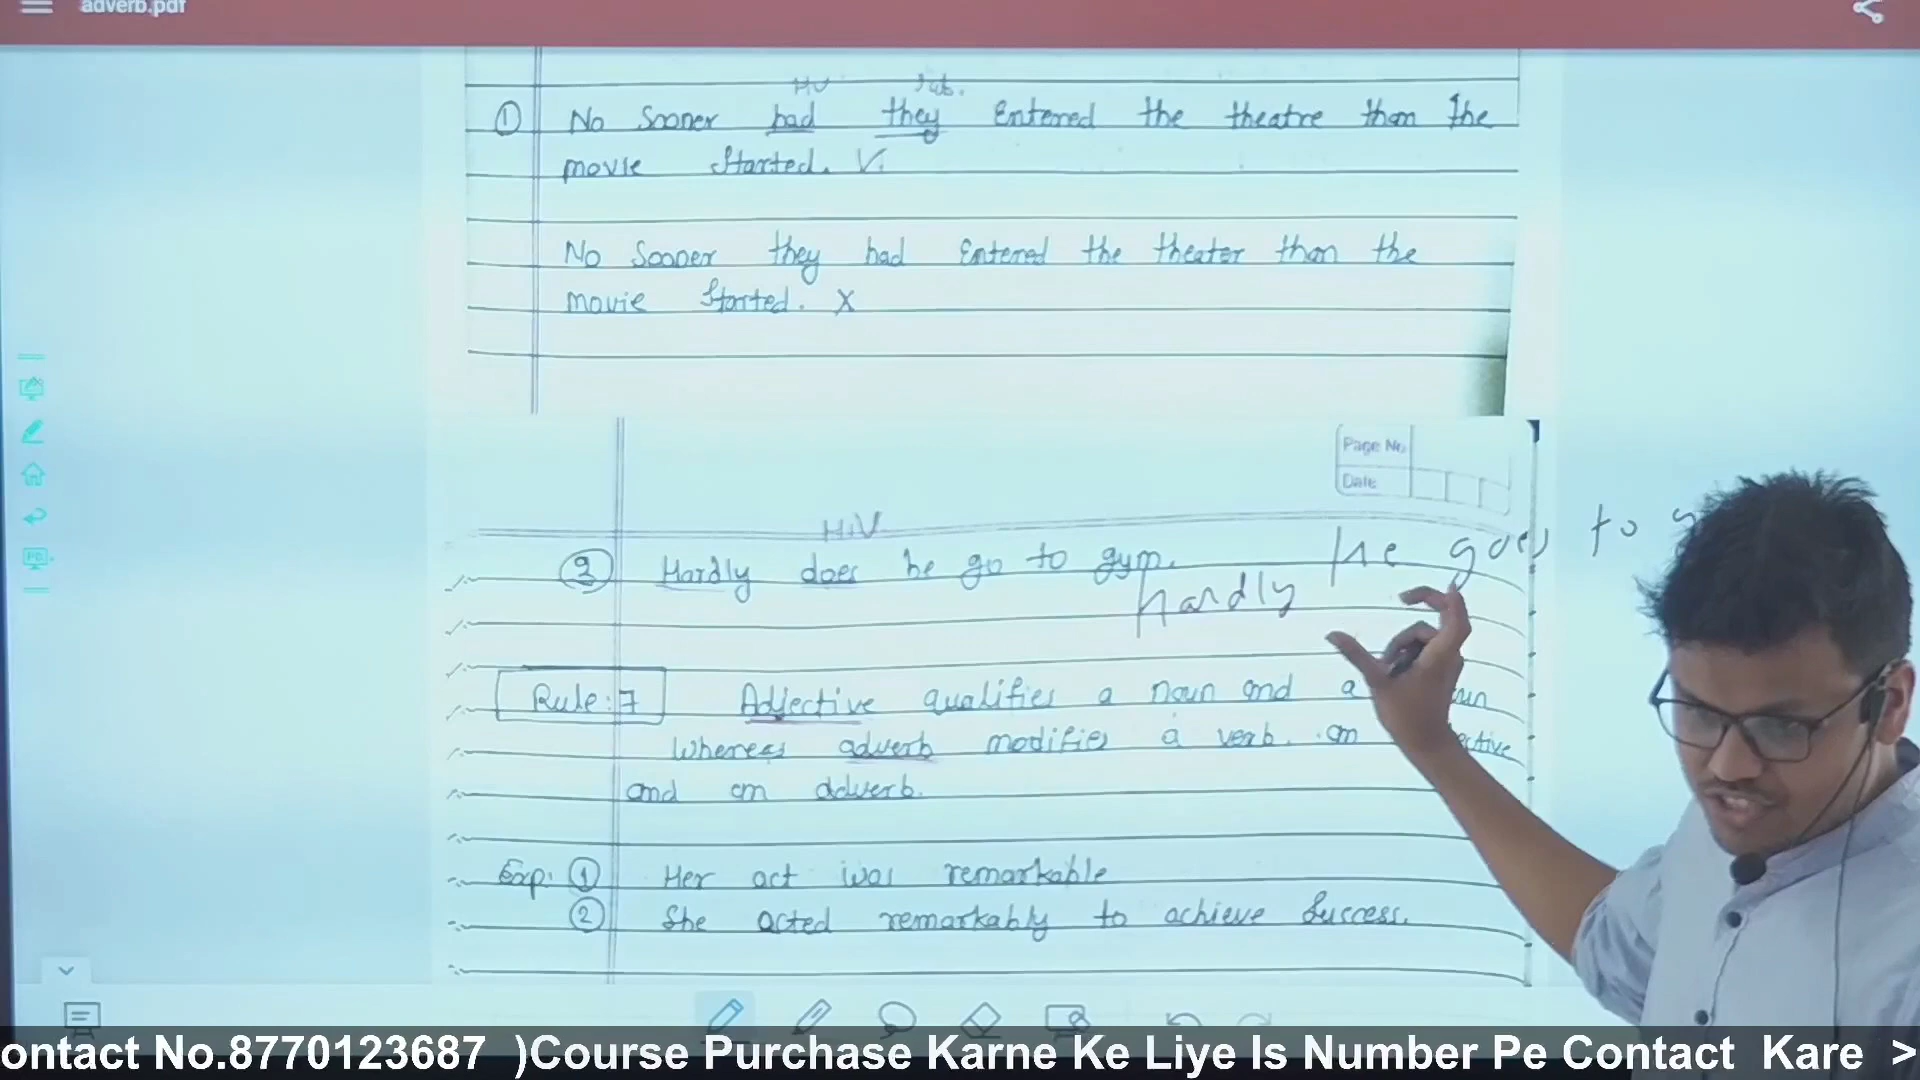 adverb.pdf
HV Sub.
① No Sooner had they Entered the theatre than the
movie Started. ✓.
No Sooner they had Entered the theater than the
movie Started. X
Page No
Date
H.V
② Hardly does he go to gym.
He goes to
hardly
Rule: 7 Adjective qualifies a noun and a
Whereas adverb modifies a verb. an
and an adverb.
Exp: ① Her act was remarkable
② She acted remarkably to achieve Success.
ontact No.8770123687 )Course Purchase Karne Ke Liye Is Number Pe Contact Kare >